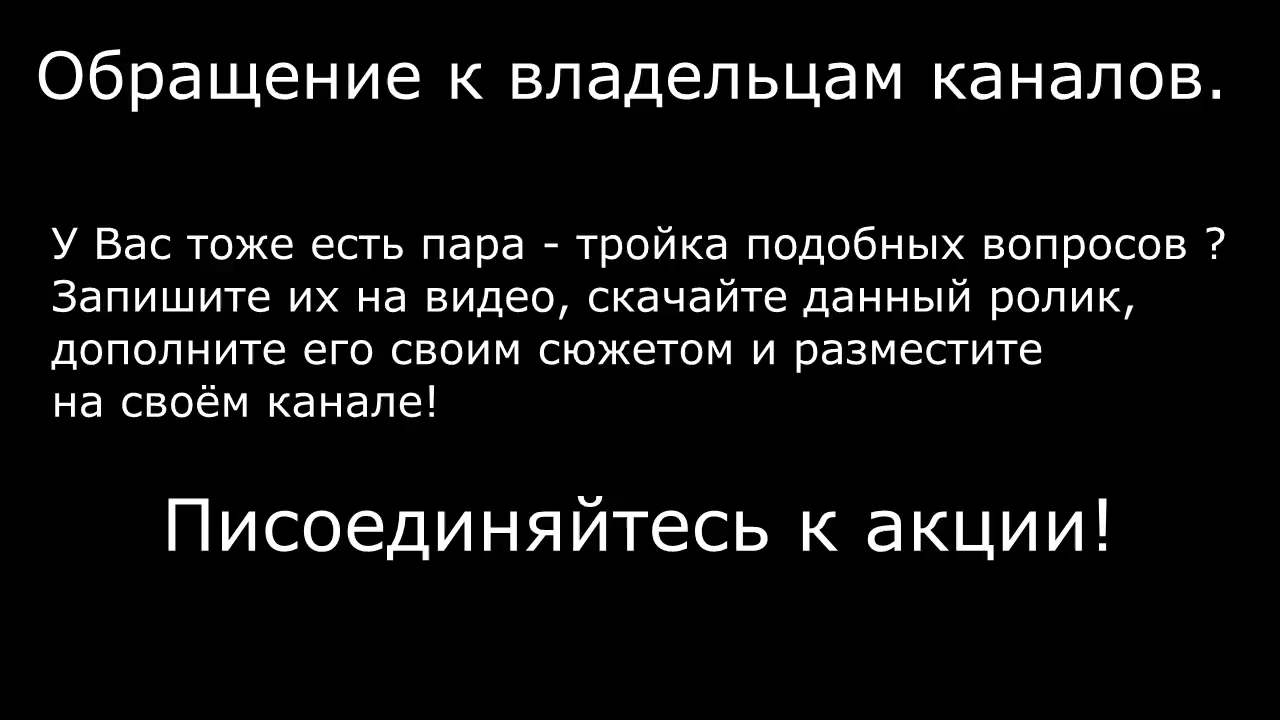 Обращение к владельцам каналов.
У Вас тоже есть пара - тройка подобных вопросов ?
Запишите их на видео, скачайте данный ролик,
дополните его своим сюжетом и разместите
на своём канале!
Писоединяйтесь к акции!